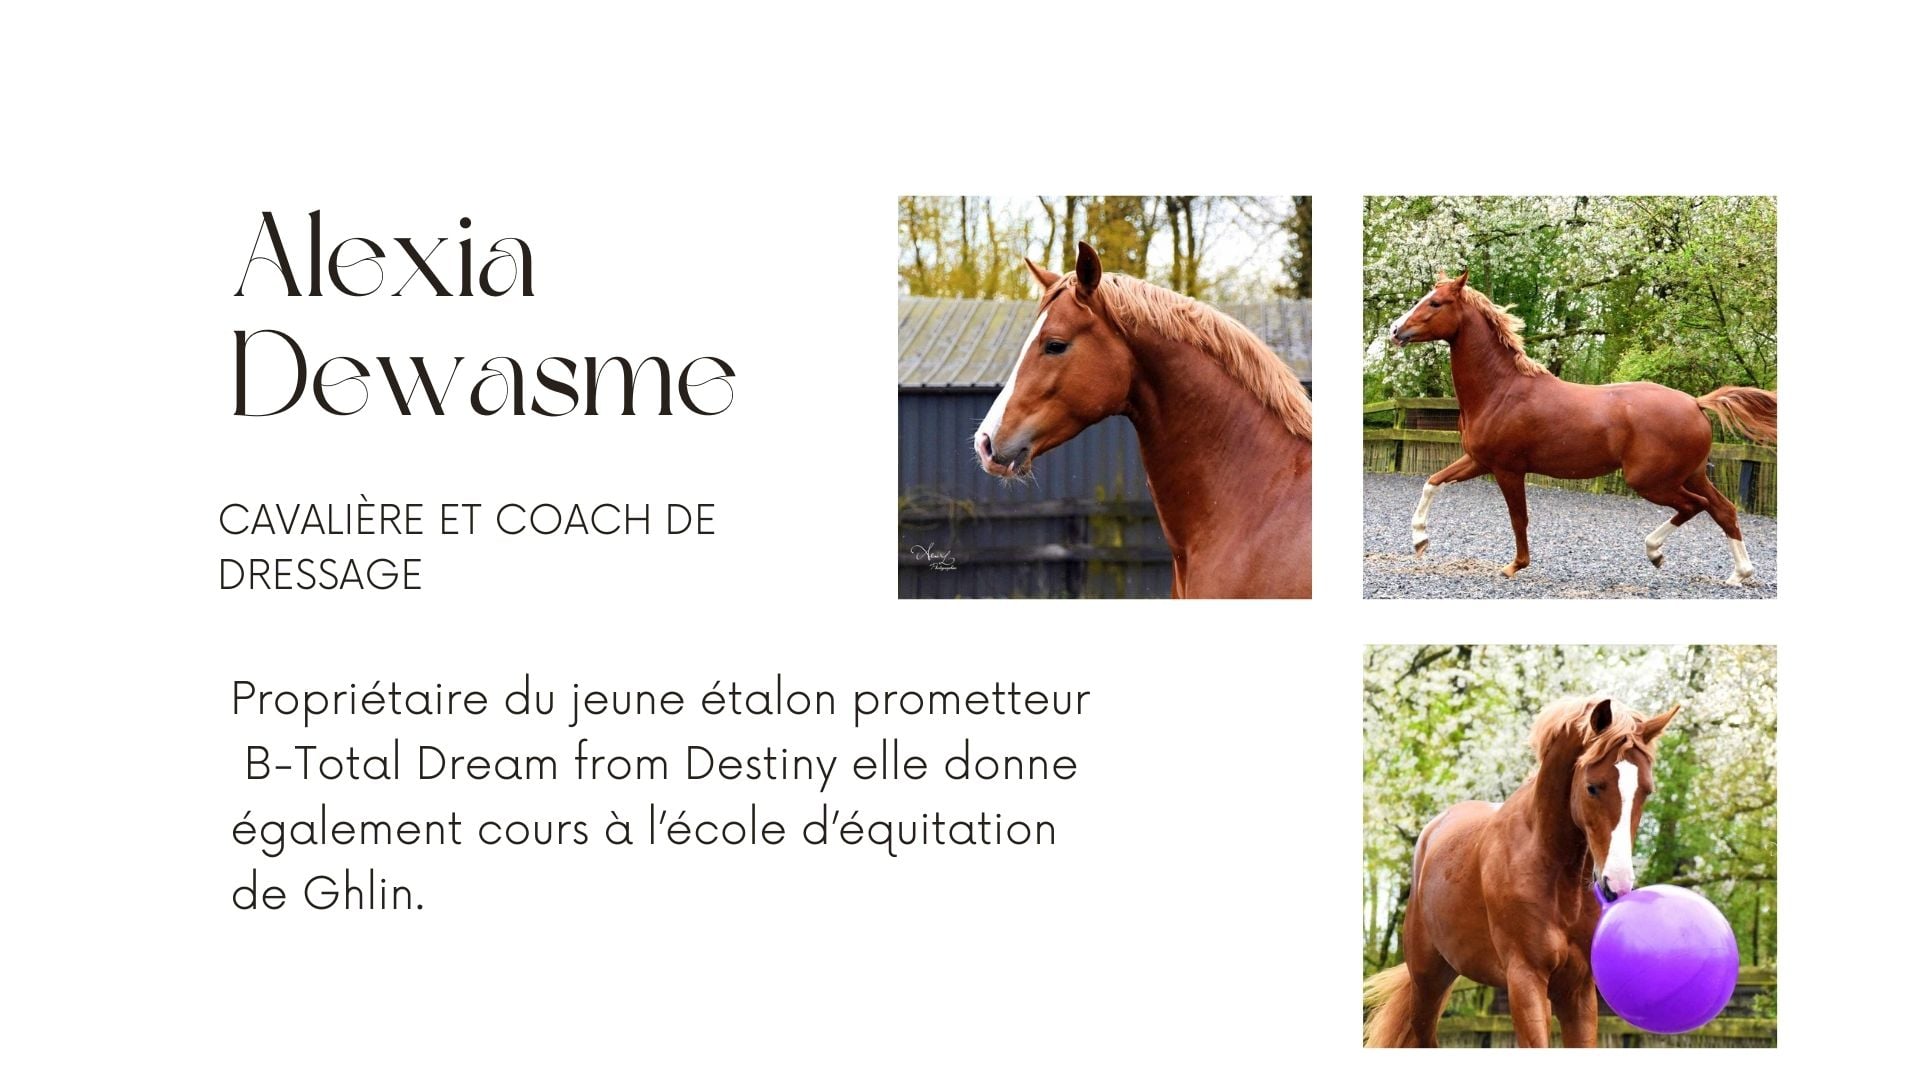 Alexia
Dewasme
CAVALIÈRE ET COACH DE
DRESSAGE
Propriétaire du jeune étalon prometteur
B-Total Dream from Destiny elle donne
également cours à l’école d’équitation
de Ghlin.